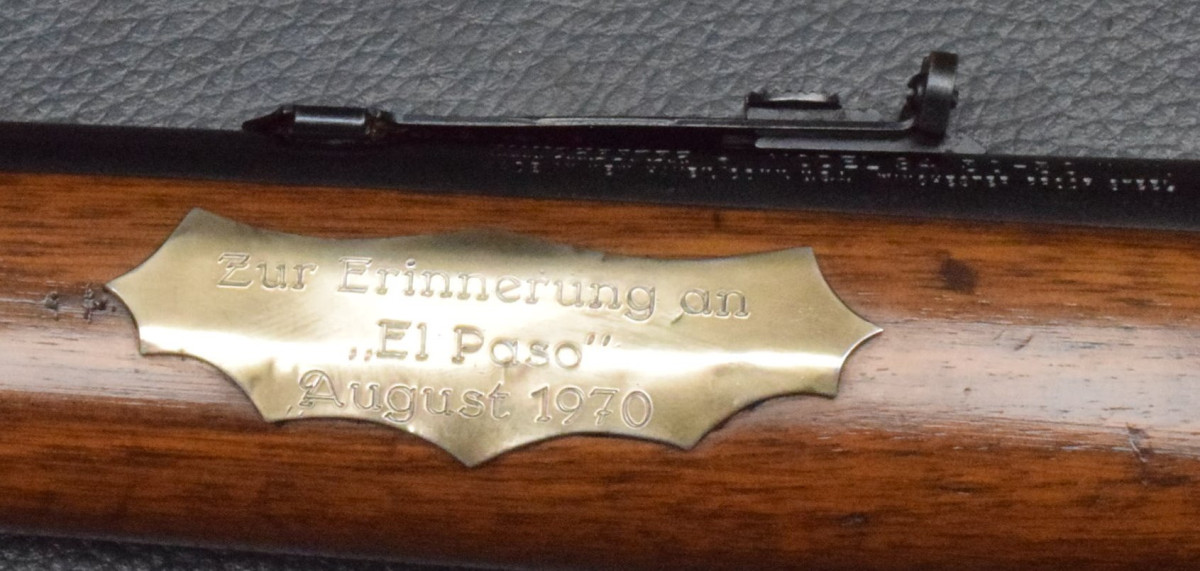 Zur Erinnerung an
„El Paso”
August 1970